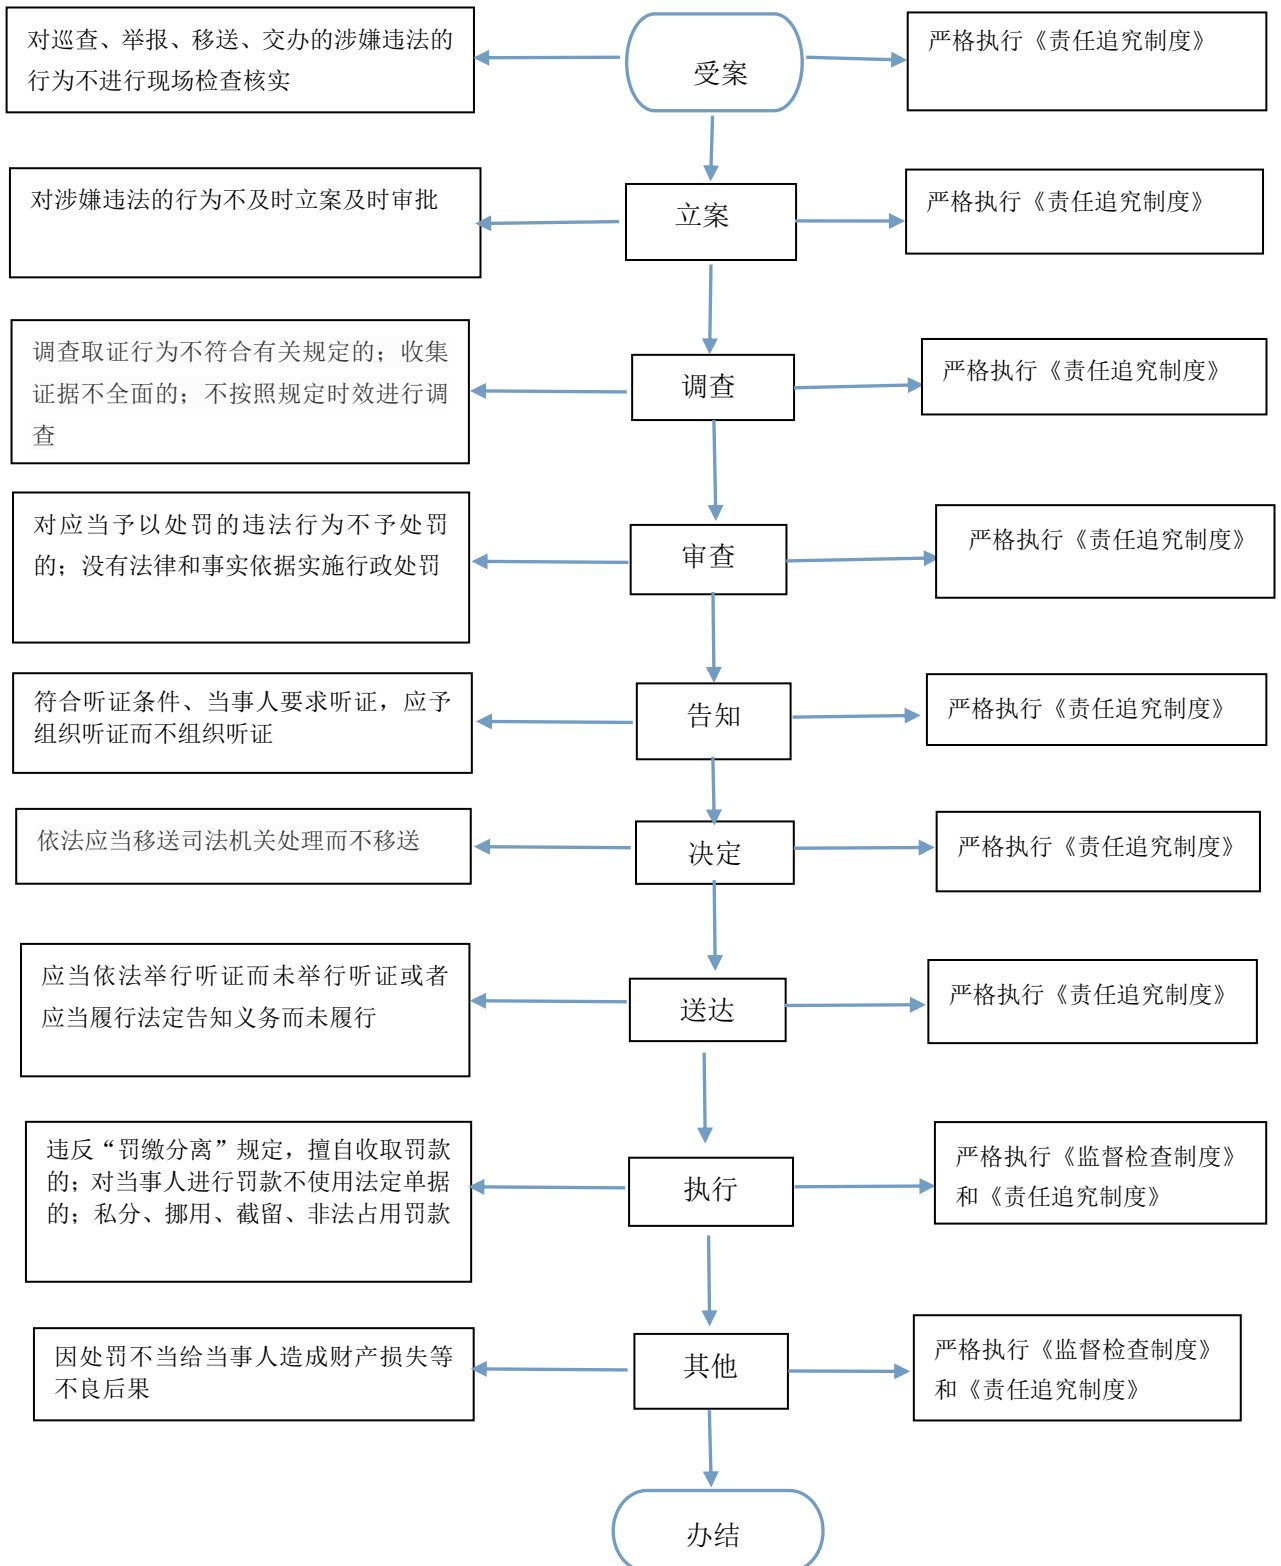 对巡查、举报、移送、交办的涉嫌违法的
行为不进行现场检查核实
受案
严格执行《责任追究制度》
对涉嫌违法的行为不及时立案及时审批
立案
严格执行《责任追究制度》
调查取证行为不符合有关规定的；收集
证据不全面的；不按照规定时效进行调
查
调查
严格执行《责任追究制度》
对应当予以处罚的违法行为不予处罚
的；没有法律和事实依据实施行政处罚
审查
严格执行《责任追究制度》
符合听证条件、当事人要求听证，应予
组织听证而不组织听证
告知
严格执行《责任追究制度》
依法应当移送司法机关处理而不移送
决定
严格执行《责任追究制度》
应当依法举行听证而未举行听证或者
应当履行法定告知义务而未履行
送达
严格执行《责任追究制度》
违反“罚缴分离”规定，擅自收取罚款
的；对当事人进行罚款不使用法定单据
的；私分、挪用、截留、非法占用罚款
执行
严格执行《监督检查制度》
和《责任追究制度》
因处罚不当给当事人造成财产损失等
不良后果
其他
严格执行《监督检查制度》
和《责任追究制度》
办结